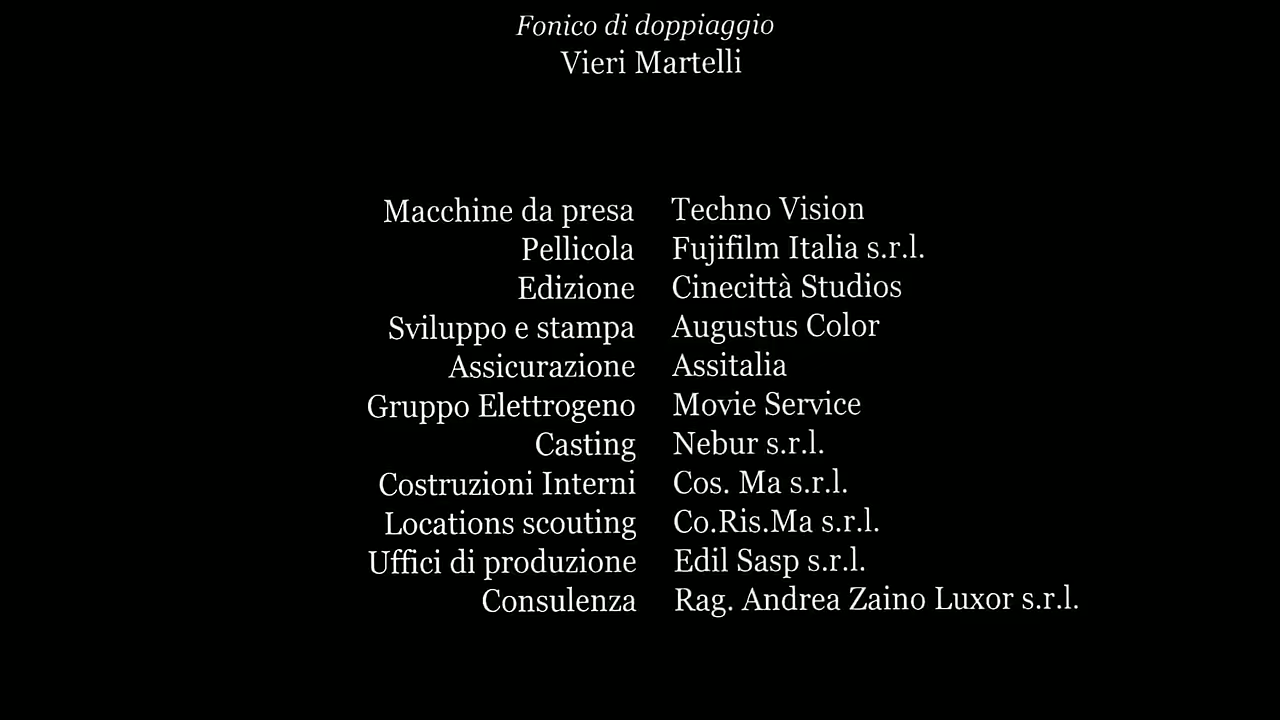 Fonico di doppiaggio
Vieri Martelli
Macchine da presa Techno Vision
Pellicola Fujifilm Italia s.r.l.
Edizione Cinecittà Studios
Sviluppo e stampa Augustus Color
Assicurazione Assitalia
Gruppo Elettrogeno Movie Service
Casting Nebur s.r.l.
Costruzioni Interni Cos. Ma s.r.l.
Locations scouting Co.Ris.Ma s.r.l.
Uffici di produzione Edil Sasp s.r.l.
Consulenza Rag. Andrea Zaino Luxor s.r.l.